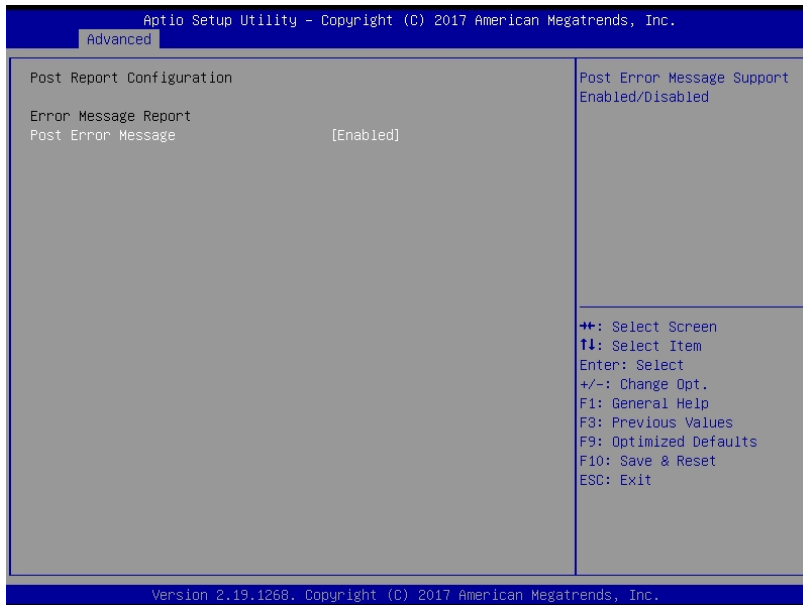 Aptio Setup Utility – Copyright (C) 2017 American Megatrends, Inc.
Advanced
Post Report Configuration
Error Message Report
Post Error Message [Enabled]
Post Error Message Support
Enabled/Disabled
→←: Select Screen
↑↓: Select Item
Enter: Select
+/-: Change Opt.
F1: General Help
F3: Previous Values
F9: Optimized Defaults
F10: Save & Reset
ESC: Exit
Version 2.19.1268. Copyright (C) 2017 American Megatrends, Inc.